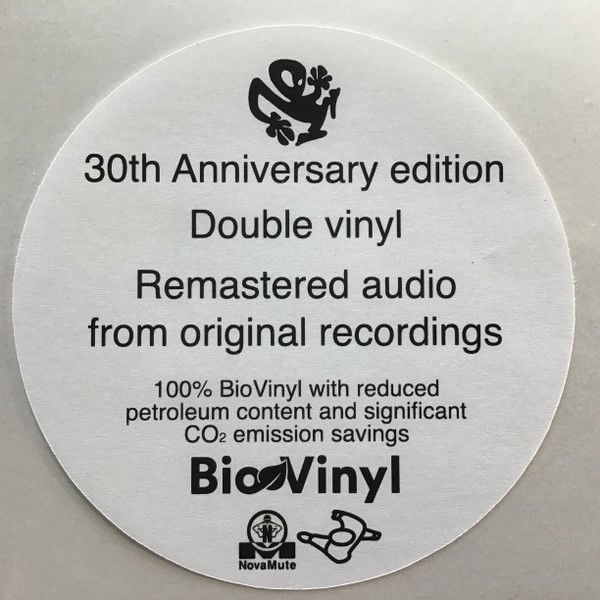 30th Anniversary edition
Double vinyl
Remastered audio
from original recordings
100% BioVinyl with reduced
petroleum content and significant
CO₂ emission savings
BioVinyl
N
NovaMute